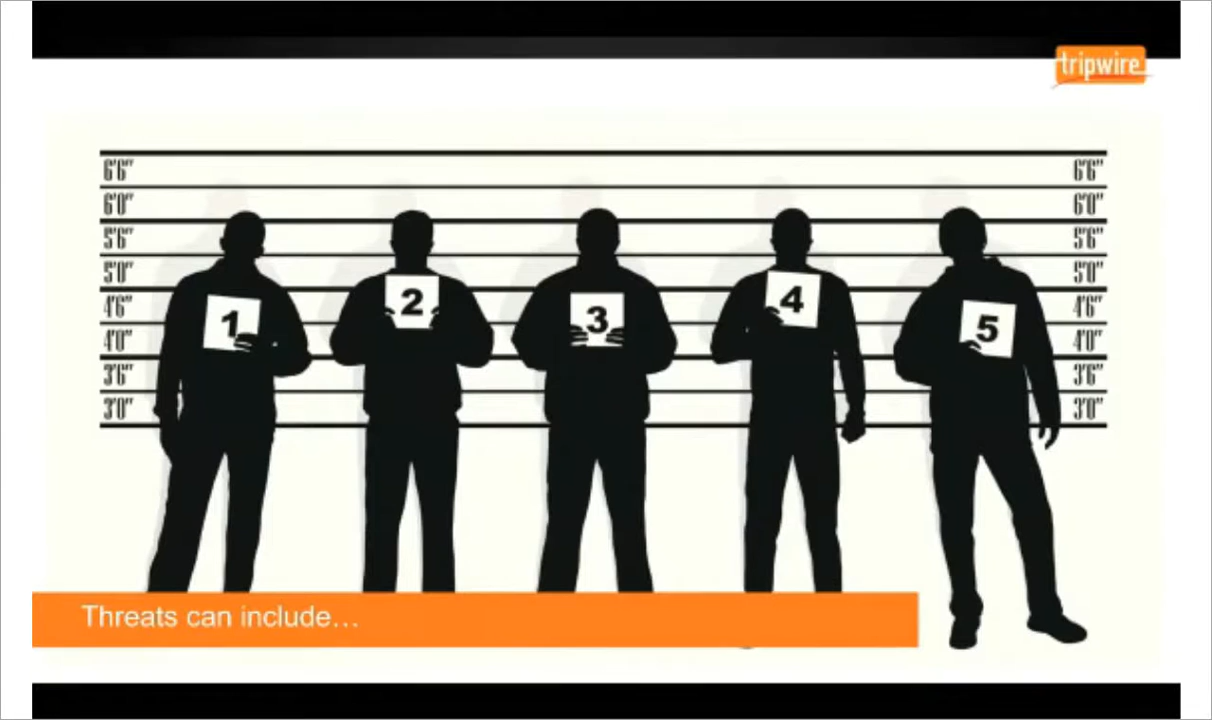 tripwire
6'6" 6'6"
6'0" 6'0"
5'6" 5'6"
5'0" 5'0"
4'6" 4'6"
4'0" 4'0"
3'6" 3'6"
3'0" 3'0"
1 2 3 4 5
Threats can include...